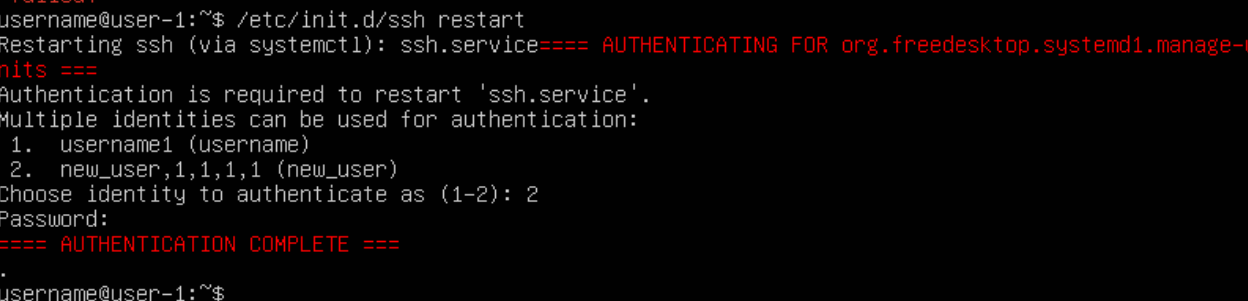 username@user-1:~$ /etc/init.d/ssh restart
Restarting ssh (via systemctl): ssh.service==== AUTHENTICATING FOR org.freedesktop.systemd1.manage-u
nits ===
Authentication is required to restart 'ssh.service'.
Multiple identities can be used for authentication:
 1.  username1 (username)
 2.  new_user,1,1,1,1 (new_user)
Choose identity to authenticate as (1-2): 2
Password:
==== AUTHENTICATION COMPLETE ===
.
username@user-1:~$